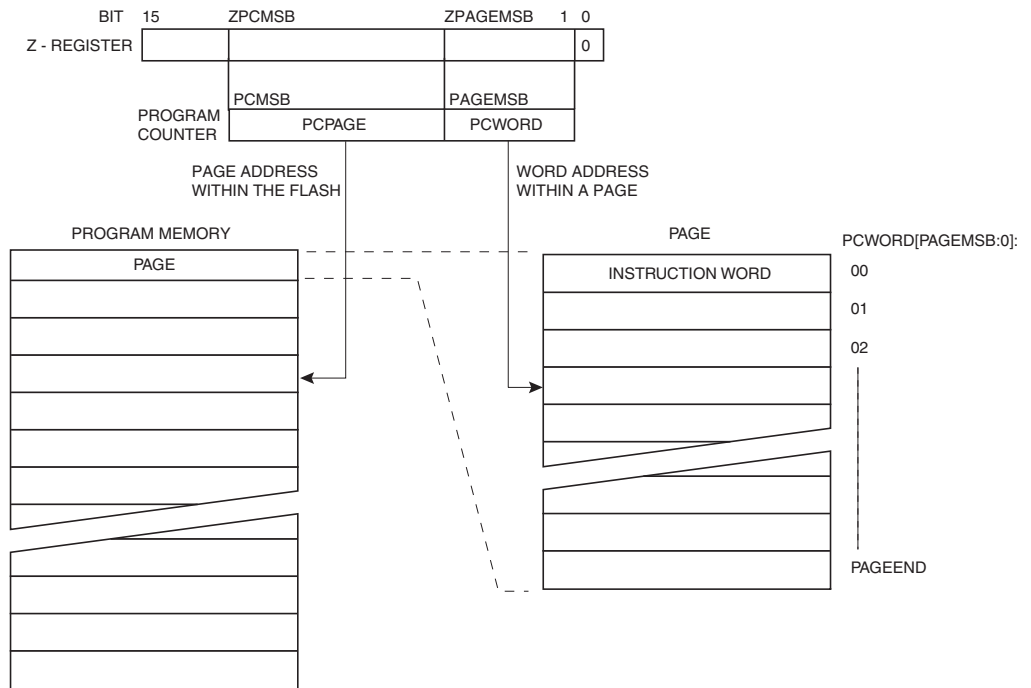 BIT 15 ZPCMSB ZPAGEMSB 1 0
Z - REGISTER 0
PCMSB PAGEMSB
PROGRAM
COUNTER
PCPAGE PCWORD
PAGE ADDRESS
WITHIN THE FLASH
WORD ADDRESS
WITHIN A PAGE
PROGRAM MEMORY
PAGE
PAGE
PCWORD[PAGEMSB:0]:
INSTRUCTION WORD
00
01
02
PAGEEND